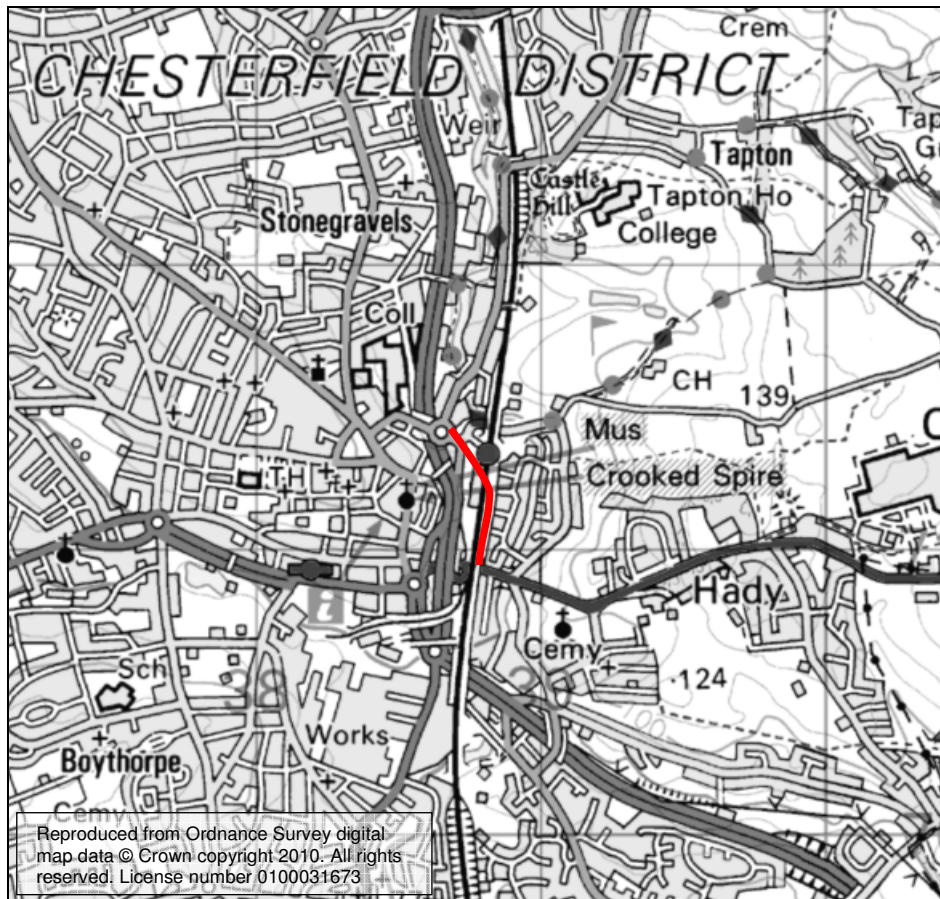 Crem
CHESTERFIELD DISTRICT
Weir
Tapton
Castle
Hill
Tapton Ho
College
Stonegravels
Coll
CH
139
Mus
TH
Crooked Spire
Hady
i
Cemy
124
Sch
38
Works
Boythorpe
Cemy
Reproduced from Ordnance Survey digital
map data © Crown copyright 2010. All rights
reserved. License number 0100031673